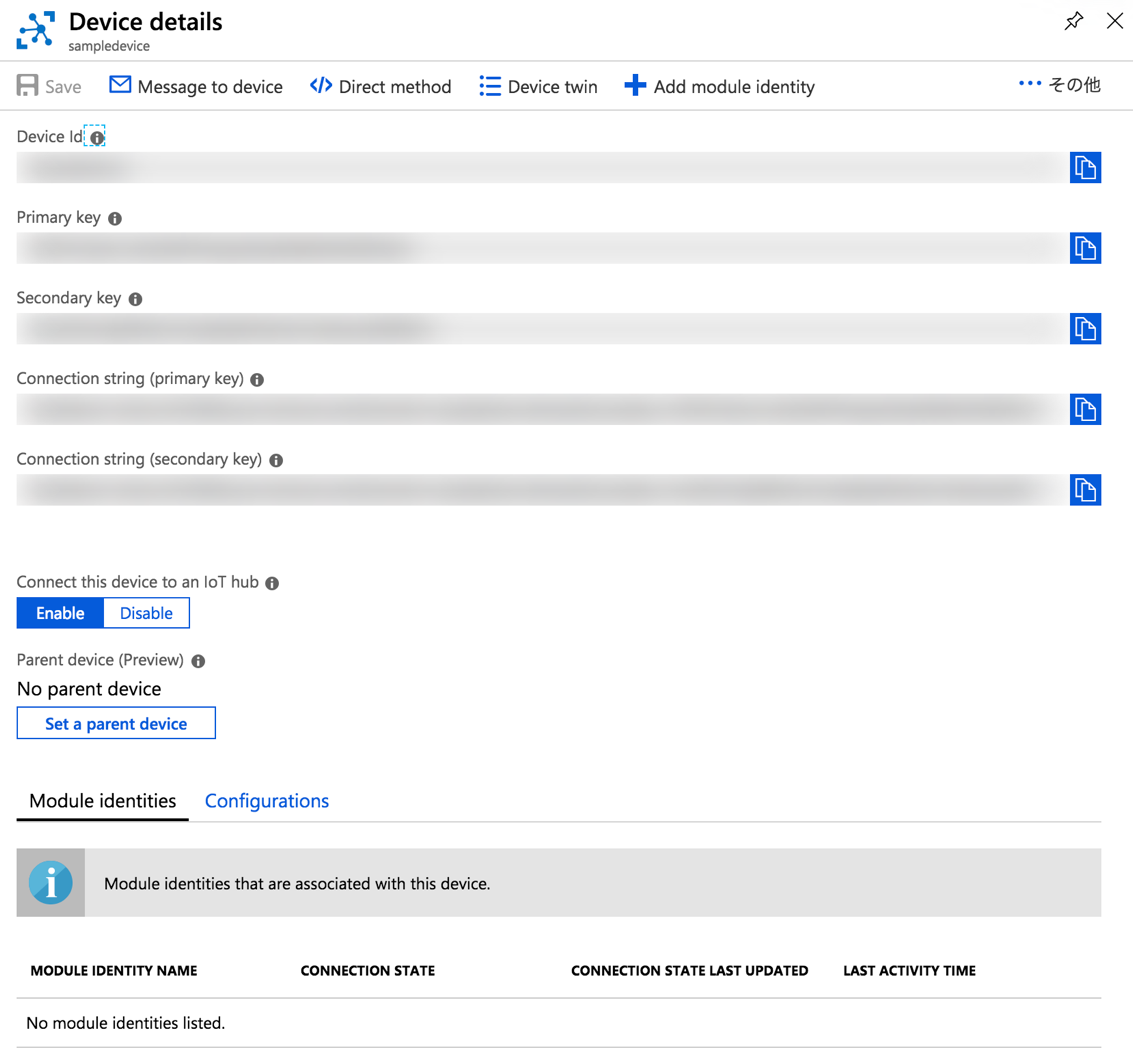 Device details
sampledevice
Save Message to device </> Direct method Device twin Add module identity ••• その他
Device Id
Primary key
Secondary key
Connection string (primary key)
Connection string (secondary key)
Connect this device to an IoT hub
Enable Disable
Parent device (Preview)
No parent device
Set a parent device
Module identities Configurations
Module identities that are associated with this device.
MODULE IDENTITY NAME CONNECTION STATE CONNECTION STATE LAST UPDATED LAST ACTIVITY TIME
No module identities listed.